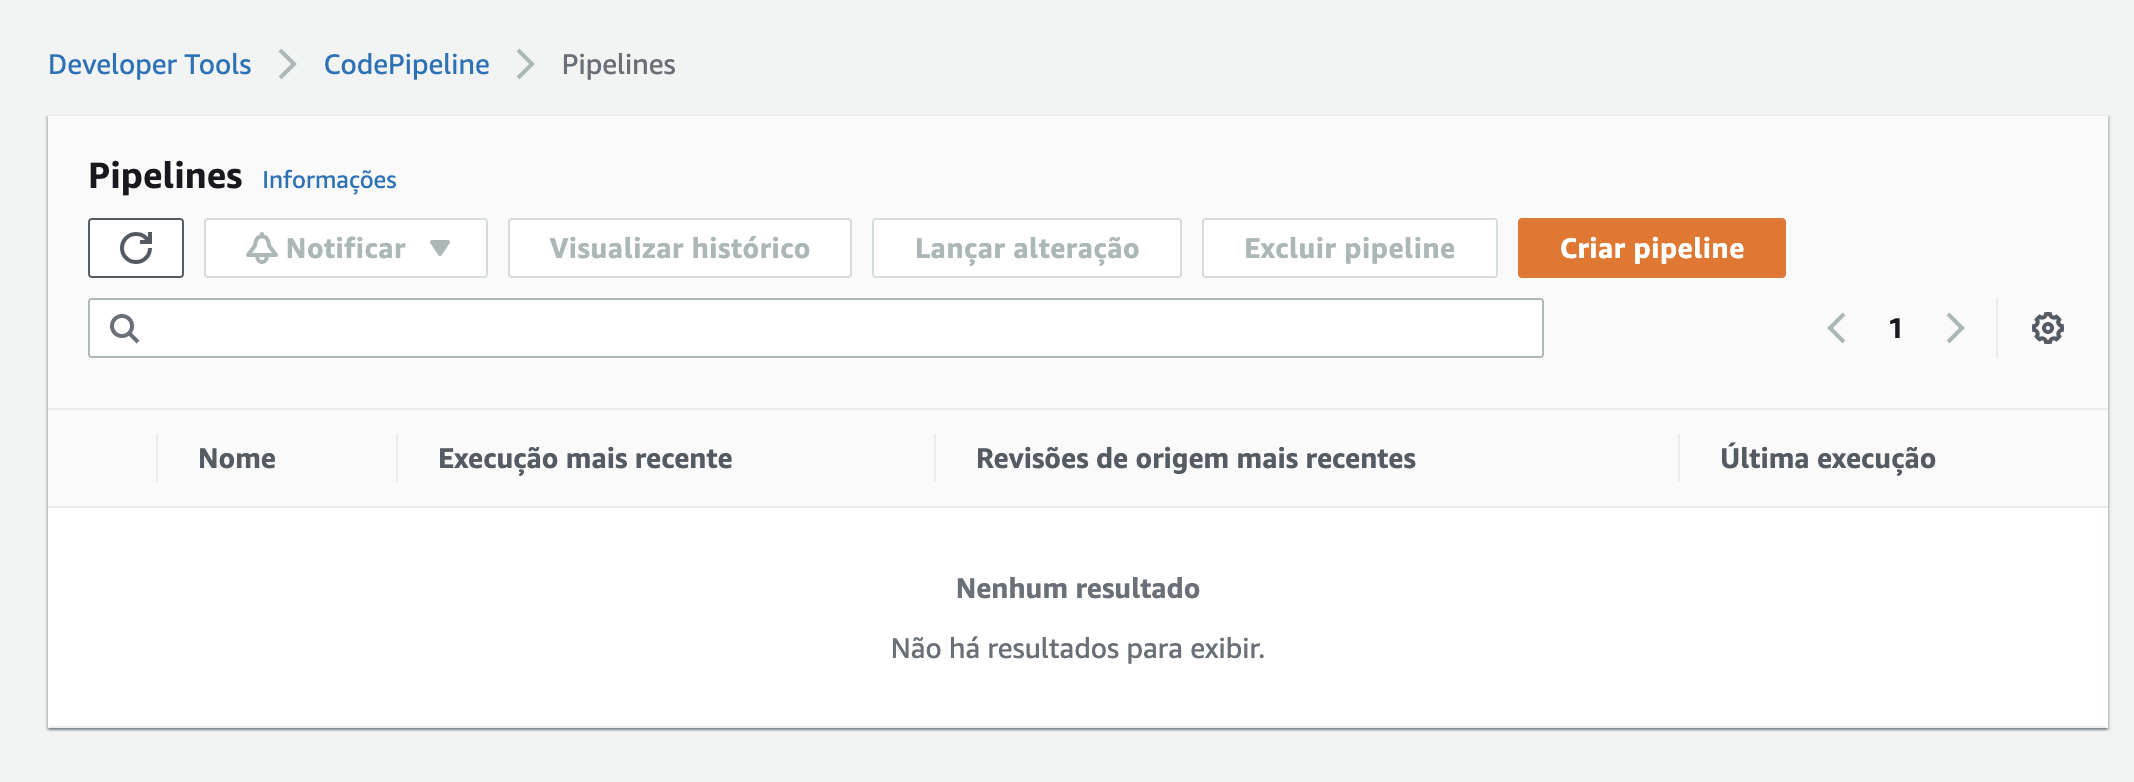 Developer Tools > CodePipeline > Pipelines
Pipelines Informações
Notificar Visualizar histórico Lançar alteração Excluir pipeline Criar pipeline
1
Nome Execução mais recente Revisões de origem mais recentes Última execução
Nenhum resultado
Não há resultados para exibir.